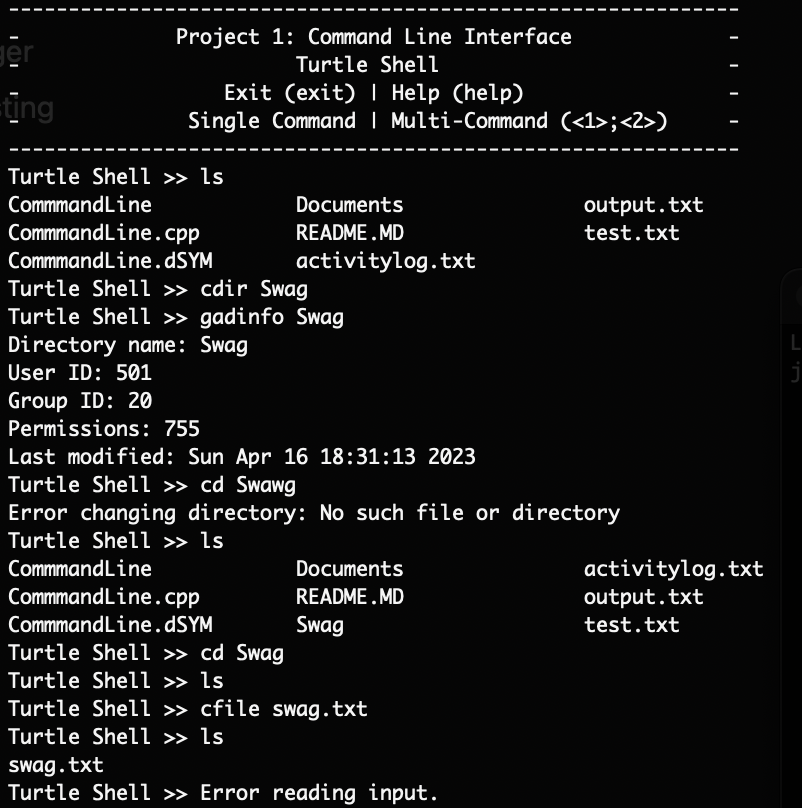 -------------------------------------------------------------
- Project 1: Command Line Interface -
- Turtle Shell -
- Exit (exit) | Help (help) -
- Single Command | Multi-Command (<1>;<2>) -
-------------------------------------------------------------
Turtle Shell >> ls
CommmandLine Documents output.txt
CommmandLine.cpp README.MD test.txt
CommmandLine.dSYM activitylog.txt
Turtle Shell >> cdir Swag
Turtle Shell >> gadinfo Swag
Directory name: Swag
User ID: 501
Group ID: 20
Permissions: 755
Last modified: Sun Apr 16 18:31:13 2023
Turtle Shell >> cd Swawg
Error changing directory: No such file or directory
Turtle Shell >> ls
CommmandLine Documents activitylog.txt
CommmandLine.cpp README.MD output.txt
CommmandLine.dSYM Swag test.txt
Turtle Shell >> cd Swag
Turtle Shell >> ls
Turtle Shell >> cfile swag.txt
Turtle Shell >> ls
swag.txt
Turtle Shell >> Error reading input.